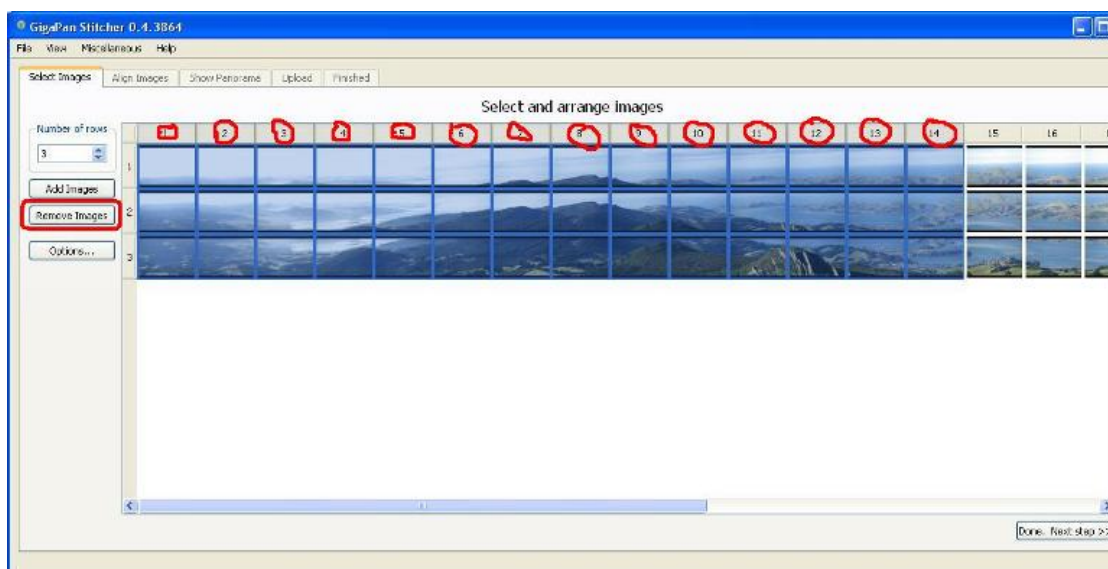 GigaPan Stitcher 0.4.3864
File View Miscellaneous Help
Select Images Align Images Show Panorama Upload Finished
Select and arrange images
Number of rows
3
Add Images
Remove Images
Options...
1 2 3 4 5 6 7 8 9 10 11 12 13 14 15 16
1
2
3
Done. Next step >>